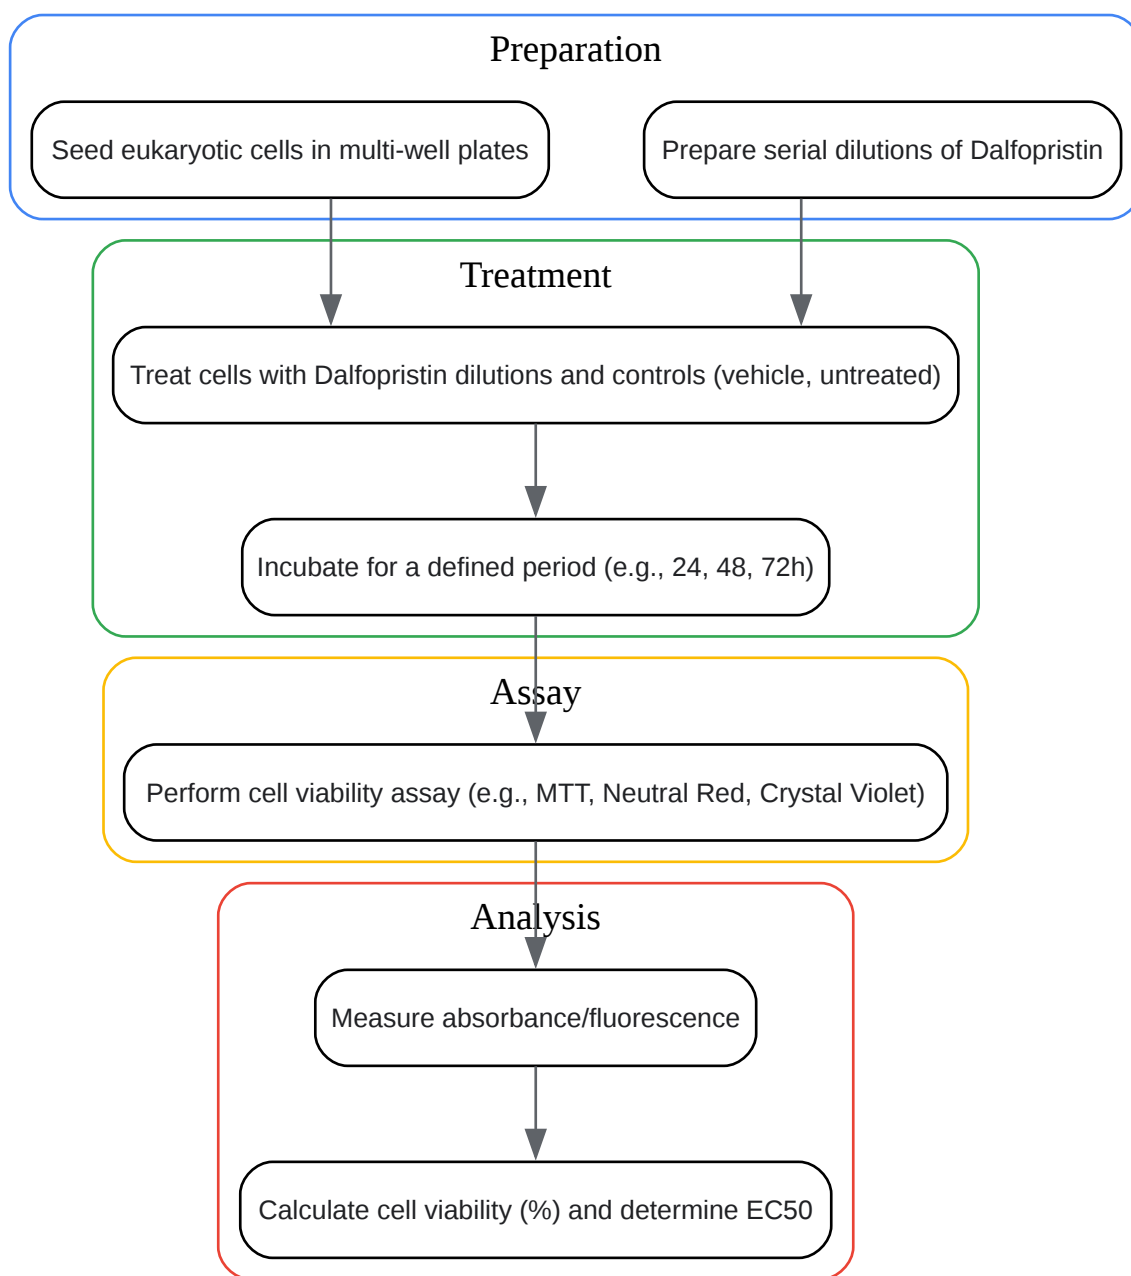 Preparation
Seed eukaryotic cells in multi-well plates
Prepare serial dilutions of Dalfopristin
Treatment
Treat cells with Dalfopristin dilutions and controls (vehicle, untreated)
Incubate for a defined period (e.g., 24, 48, 72h)
Assay
Perform cell viability assay (e.g., MTT, Neutral Red, Crystal Violet)
Analysis
Measure absorbance/fluorescence
Calculate cell viability (%) and determine EC50